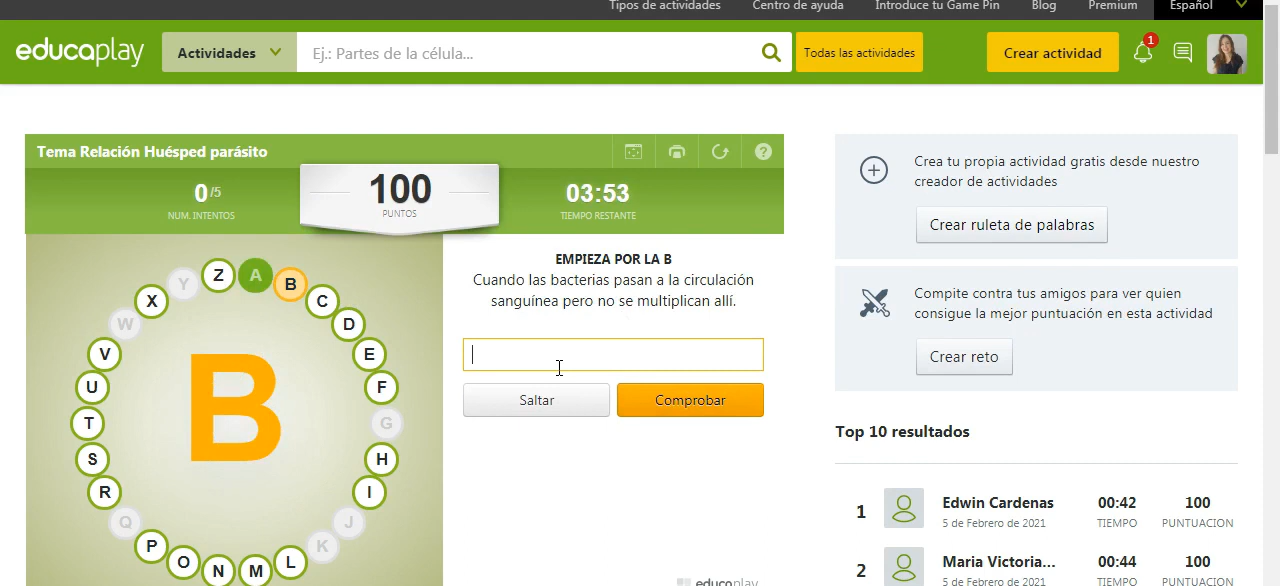 Tipos de actividades Centro de ayuda Introduce tu Game Pin Blog Premium Español
educaplay Actividades Ej.: Partes de la célula... Todas las actividades Crear actividad 1
Tema Relación Huésped parásito ?
0/5 100 03:53
NUM. INTENTOS PUNTOS TIEMPO RESTANTE
EMPIEZA POR LA B
Cuando las bacterias pasan a la circulación
sanguínea pero no se multiplican allí.
Saltar Comprobar
A
B
C
D
E
F
G
H
I
J
K
L
M
N
O
P
Q
R
S
T
U
V
W
X
Y
Z
B
educaplay
Crea tu propia actividad gratis desde nuestro
creador de actividades
Crear ruleta de palabras
Compite contra tus amigos para ver quien
consigue la mejor puntuación en esta actividad
Crear reto
Top 10 resultados
1 Edwin Cardenas 00:42 100
5 de Febrero de 2021 TIEMPO PUNTUACION
2 Maria Victoria... 00:44 100
5 de Febrero de 2021 TIEMPO PUNTUACION